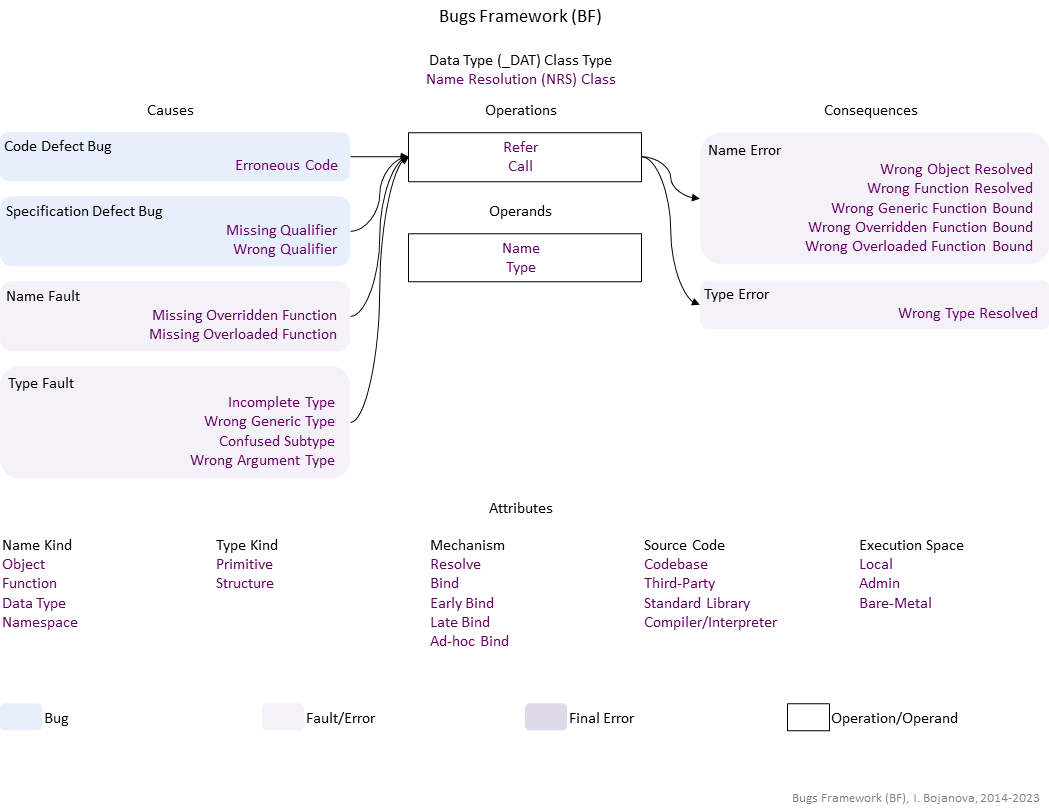 Bugs Framework (BF)
Data Type (_DAT) Class Type
Name Resolution (NRS) Class
Causes
Code Defect Bug
Erroneous Code
Specification Defect Bug
Missing Qualifier
Wrong Qualifier
Name Fault
Missing Overridden Function
Missing Overloaded Function
Type Fault
Incomplete Type
Wrong Generic Type
Confused Subtype
Wrong Argument Type
Operations
Refer
Call
Operands
Name
Type
Consequences
Name Error
Wrong Object Resolved
Wrong Function Resolved
Wrong Generic Function Bound
Wrong Overridden Function Bound
Wrong Overloaded Function Bound
Type Error
Wrong Type Resolved
Attributes
Name Kind
Object
Function
Data Type
Namespace
Type Kind
Primitive
Structure
Mechanism
Resolve
Bind
Early Bind
Late Bind
Ad-hoc Bind
Source Code
Codebase
Third-Party
Standard Library
Compiler/Interpreter
Execution Space
Local
Admin
Bare-Metal
Bug
Fault/Error
Final Error
Operation/Operand
Bugs Framework (BF), I. Bojanova, 2014-2023